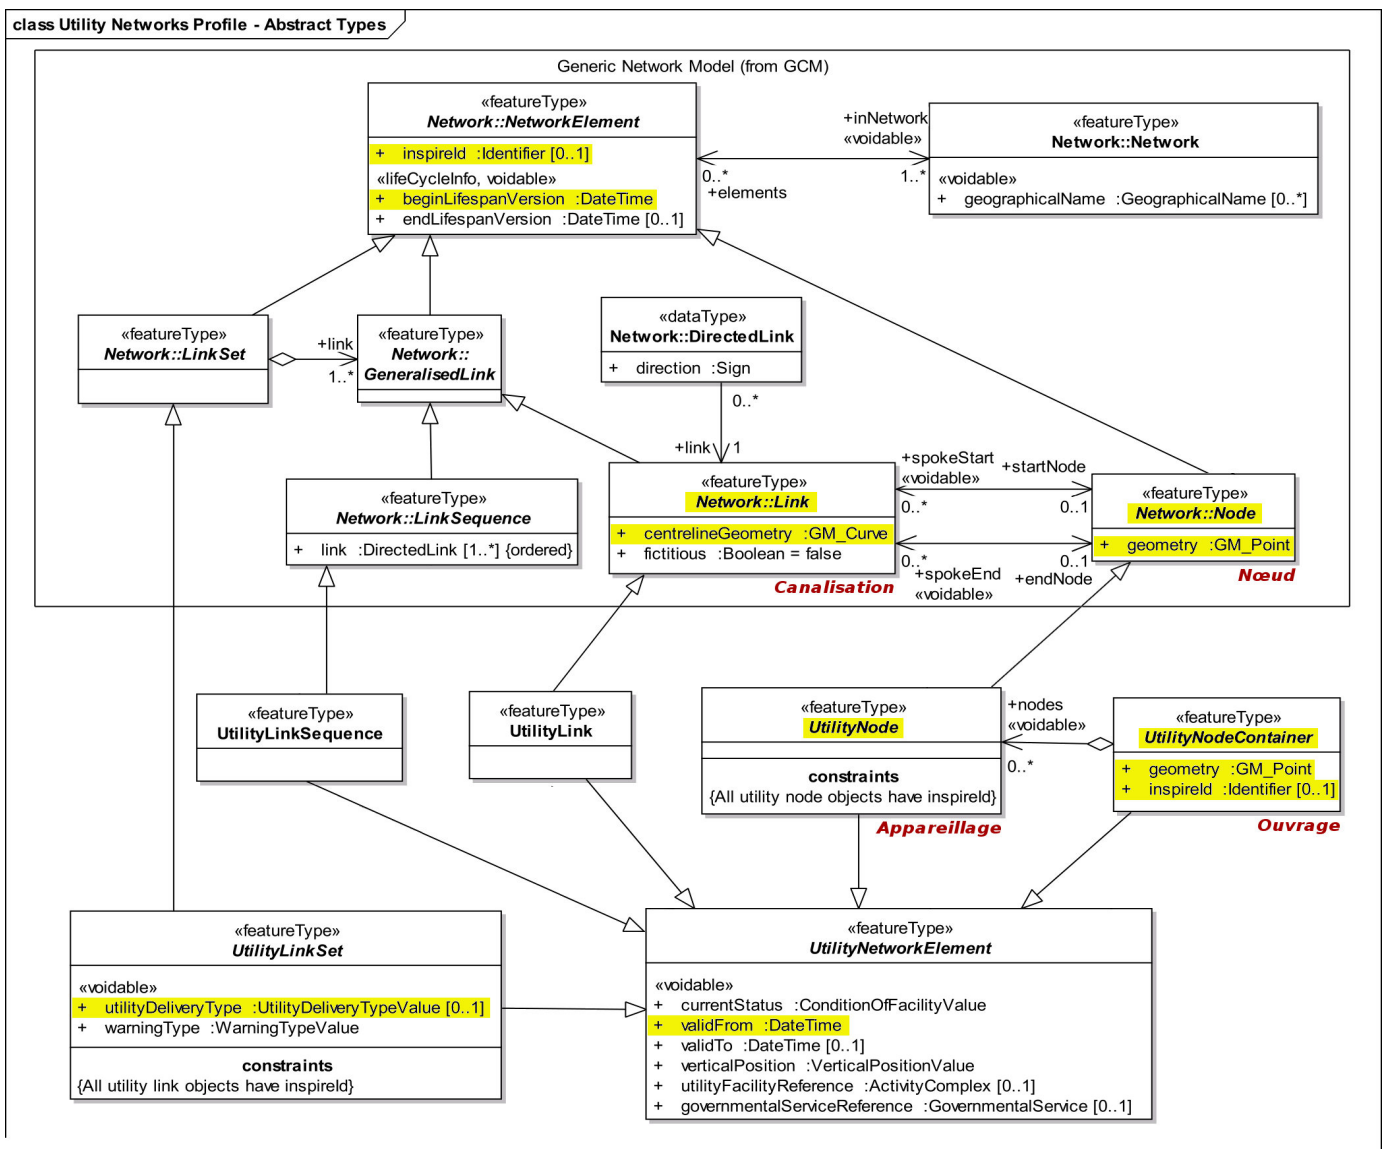 class Utility Networks Profile - Abstract Types
Generic Network Model (from GCM)
«featureType»
Network::NetworkElement
+ inspireId :Identifier [0..1]
«lifeCycleInfo, voidable»
+ beginLifespanVersion :DateTime
+ endLifespanVersion :DateTime [0..1]
+inNetwork
«voidable»
0..*
+elements
1..*
«featureType»
Network::Network
«voidable»
+ geographicalName :GeographicalName [0..*]
«featureType»
Network::LinkSet
+link
1..*
«featureType»
Network::
GeneralisedLink
«dataType»
Network::DirectedLink
+ direction :Sign
0..*
+link
1
«featureType»
Network::LinkSequence
+ link :DirectedLink [1..*] {ordered}
«featureType»
Network::Link
+ centrelineGeometry :GM_Curve
+ fictitious :Boolean = false
Canalisation
+spokeStart
«voidable»
+startNode
0..*
0..1
0..*
0..1
+spokeEnd
«voidable»
+endNode
«featureType»
Network::Node
+ geometry :GM_Point
Nœud
«featureType»
UtilityLinkSequence
«featureType»
UtilityLink
«featureType»
UtilityNode
constraints
{All utility node objects have inspireId}
Appareillage
+nodes
«voidable»
0..*
«featureType»
UtilityNodeContainer
+ geometry :GM_Point
+ inspireId :Identifier [0..1]
Ouvrage
«featureType»
UtilityLinkSet
«voidable»
+ utilityDeliveryType :UtilityDeliveryTypeValue [0..1]
+ warningType :WarningTypeValue
constraints
{All utility link objects have inspireId}
«featureType»
UtilityNetworkElement
«voidable»
+ currentStatus :ConditionOfFacilityValue
+ validFrom :DateTime
+ validTo :DateTime [0..1]
+ verticalPosition :VerticalPositionValue
+ utilityFacilityReference :ActivityComplex [0..1]
+ governmentalServiceReference :GovernmentalService [0..1]